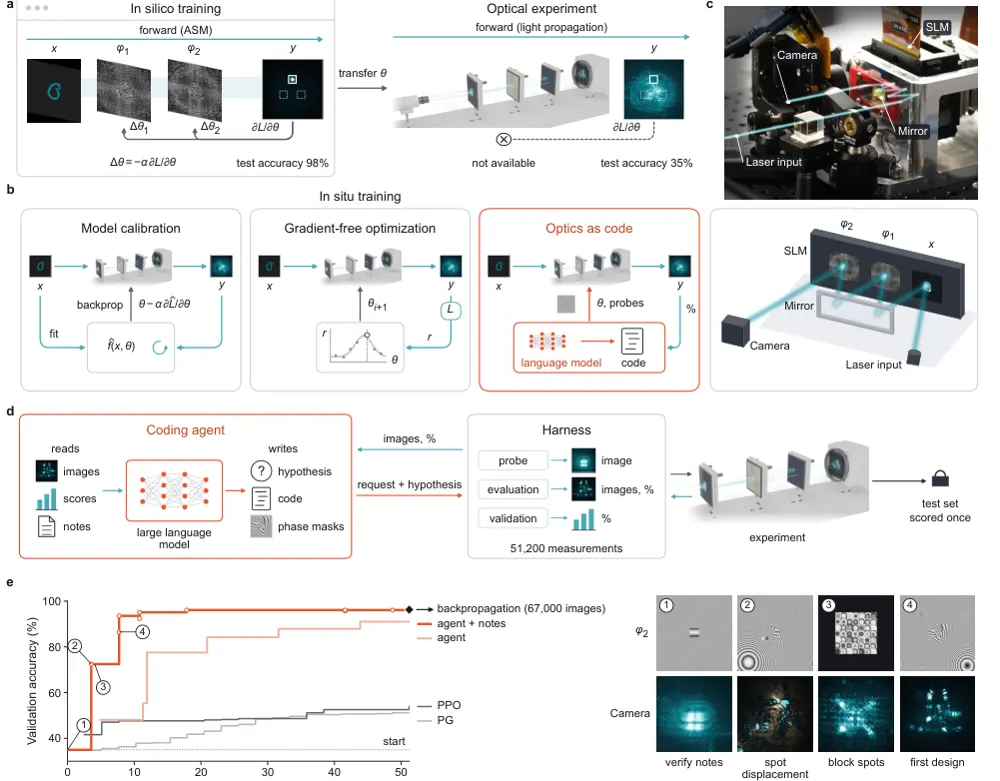 a
In silico training
forward (ASM)
x
φ1
φ2
y
Δθ1
Δθ2
∂L/∂θ
Δθ = −α ∂L/∂θ
test accuracy 98%
transfer θ
Optical experiment
forward (light propagation)
y
∂L/∂θ
not available
test accuracy 35%
c
SLM
Camera
Mirror
Laser input
b
In situ training
Model calibration
x
y
backprop
θ − α∂L̂/∂θ
fit
f̂(x, θ)
Gradient-free optimization
x
y
θi+1
L
r
r
θ
Optics as code
x
y
θ, probes
%
language model
code
φ2
φ1
x
SLM
Mirror
Camera
Laser input
d
Coding agent
reads
writes
images
scores
notes
large language
model
? hypothesis
code
phase masks
images, %
request + hypothesis
Harness
probe
image
evaluation
images, %
validation
%
51,200 measurements
experiment
test set
scored once
e
Validation accuracy (%)
100
80
60
40
0
10
20
30
40
50
1
2
3
4
backpropagation (67,000 images)
agent + notes
agent
PPO
PG
start
φ2
Camera
1
2
3
4
verify notes
spot
displacement
block spots
first design